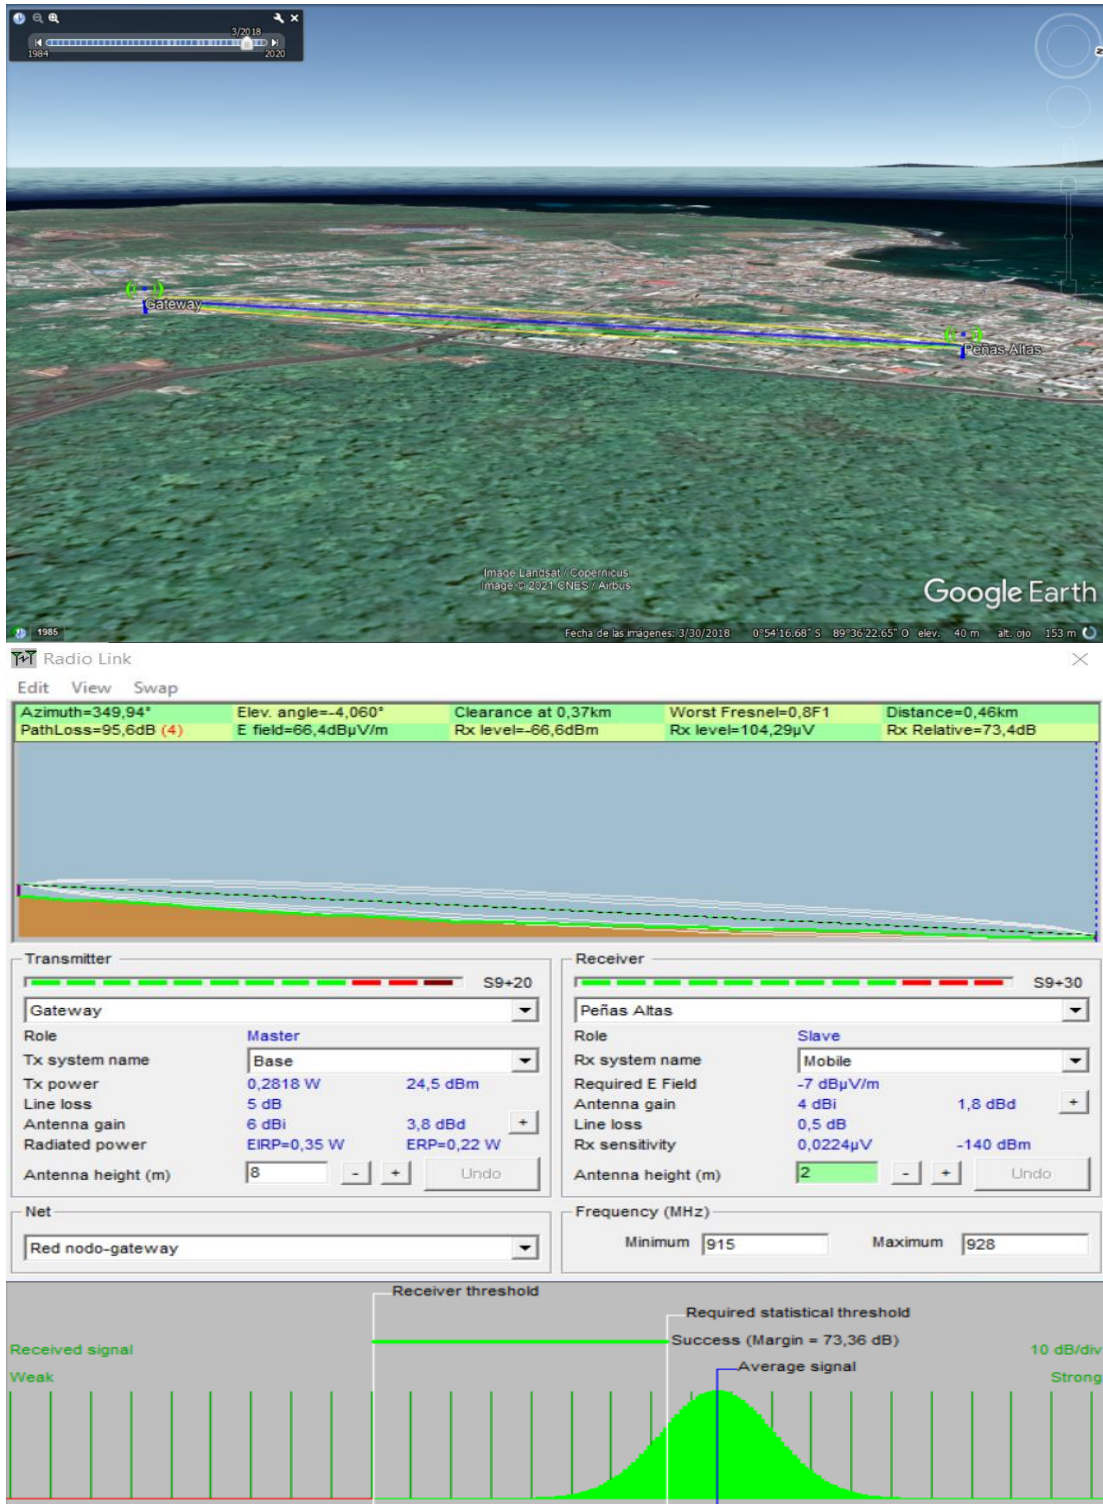 3/2018
1984
2020
N
Gateway
Peñas Altas
Image Landsat / Copernicus
Image © 2021 CNES / Airbus
Google Earth
1985
Fecha de las imágenes: 3/30/2018 0°54'16.68" S 89°36'22.65" O elev. 40 m alt. ojo 153 m
Radio Link
Edit View Swap
Azimuth=349,94° Elev. angle=-4,060° Clearance at 0,37km Worst Fresnel=0,8F1 Distance=0,46km
PathLoss=95,6dB (4) E field=66,4dBµV/m Rx level=-66,6dBm Rx level=104,29µV Rx Relative=73,4dB
Transmitter
S9+20
Gateway
Role Master
Tx system name Base
Tx power 0,2818 W 24,5 dBm
Line loss 5 dB
Antenna gain 6 dBi 3,8 dBd +
Radiated power EIRP=0,35 W ERP=0,22 W
Antenna height (m) 8 - + Undo
Receiver
S9+30
Peñas Altas
Role Slave
Rx system name Mobile
Required E Field -7 dBµV/m
Antenna gain 4 dBi 1,8 dBd +
Line loss 0,5 dB
Rx sensitivity 0,0224µV -140 dBm
Antenna height (m) 2 - + Undo
Net
Red nodo-gateway
Frequency (MHz)
Minimum 915 Maximum 928
Receiver threshold
Required statistical threshold
Success (Margin = 73,36 dB)
Average signal
Received signal
Weak
10 dB/div
Strong